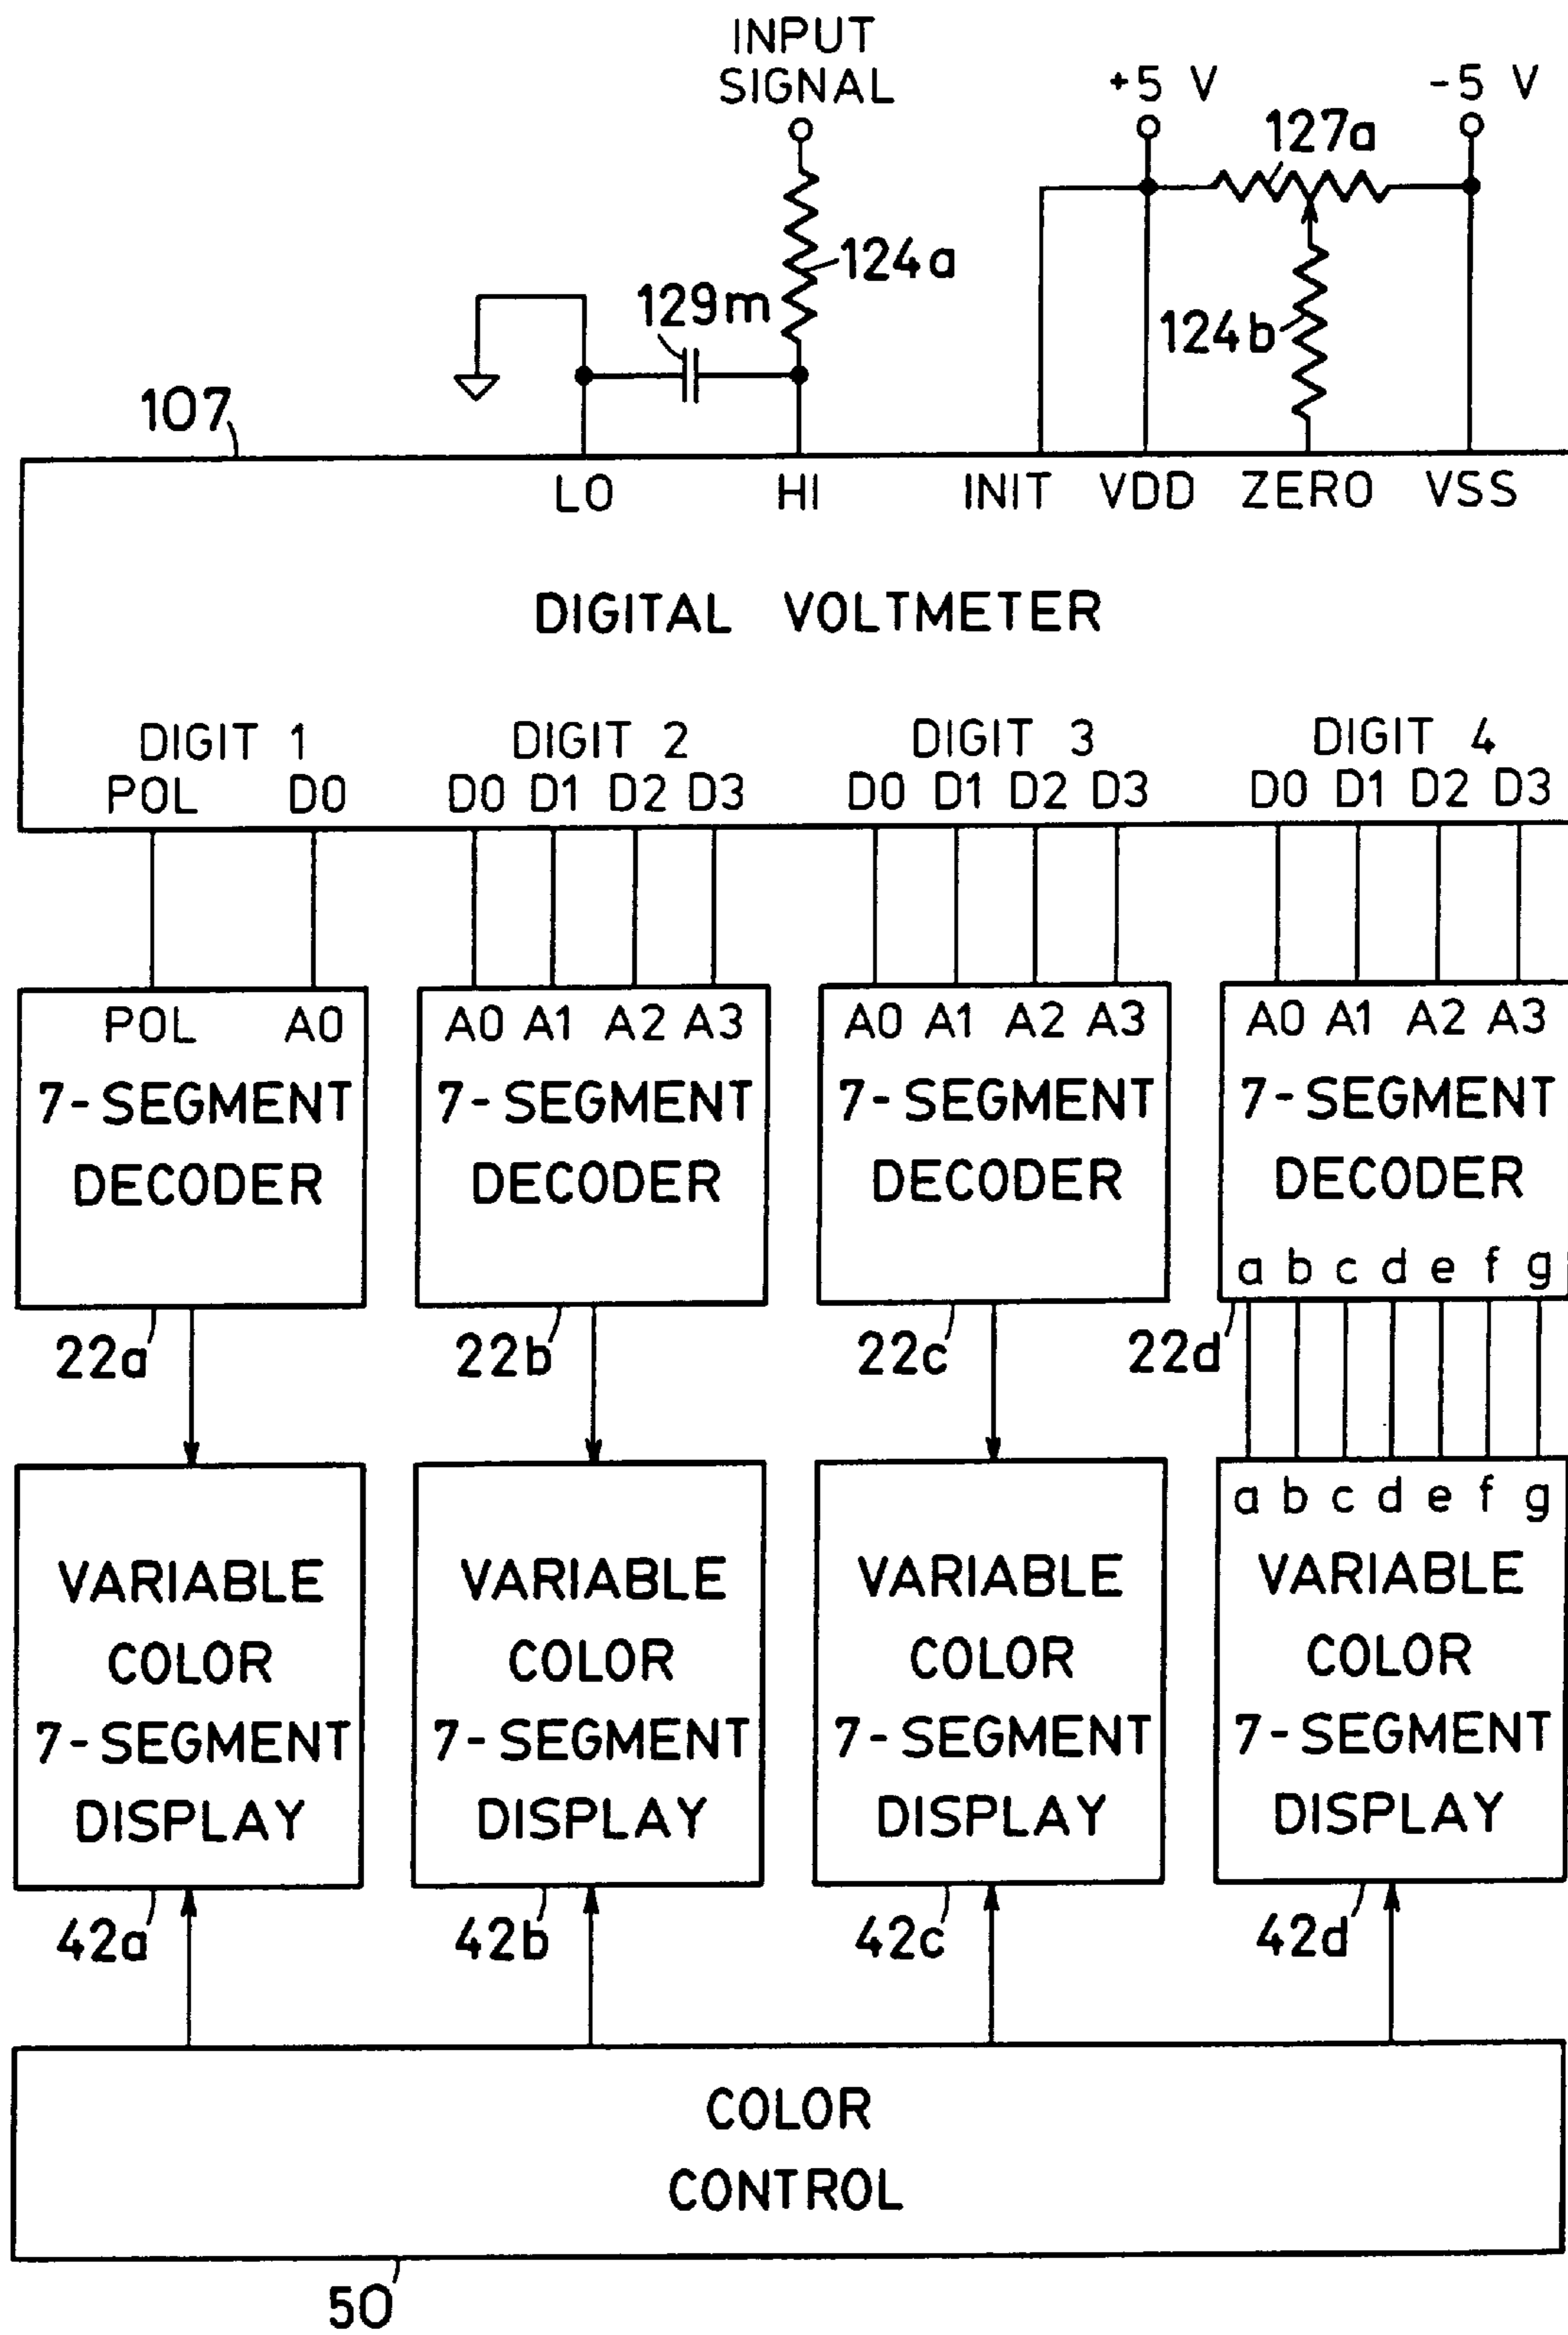 INPUT
SIGNAL
+5 V
-5 V
127a
124a
129m
124b
107
LO HI INIT VDD ZERO VSS
DIGITAL VOLTMETER
DIGIT 1 DIGIT 2 DIGIT 3 DIGIT 4
POL D0 D0 D1 D2 D3 D0 D1 D2 D3 D0 D1 D2 D3
POL A0 A0 A1 A2 A3 A0 A1 A2 A3 A0 A1 A2 A3
7-SEGMENT 7-SEGMENT 7-SEGMENT 7-SEGMENT
DECODER DECODER DECODER DECODER
a b c d e f g
22a 22b 22c 22d
a b c d e f g
VARIABLE VARIABLE VARIABLE VARIABLE
COLOR COLOR COLOR COLOR
7-SEGMENT 7-SEGMENT 7-SEGMENT 7-SEGMENT
DISPLAY DISPLAY DISPLAY DISPLAY
42a 42b 42c 42d
COLOR
CONTROL
50